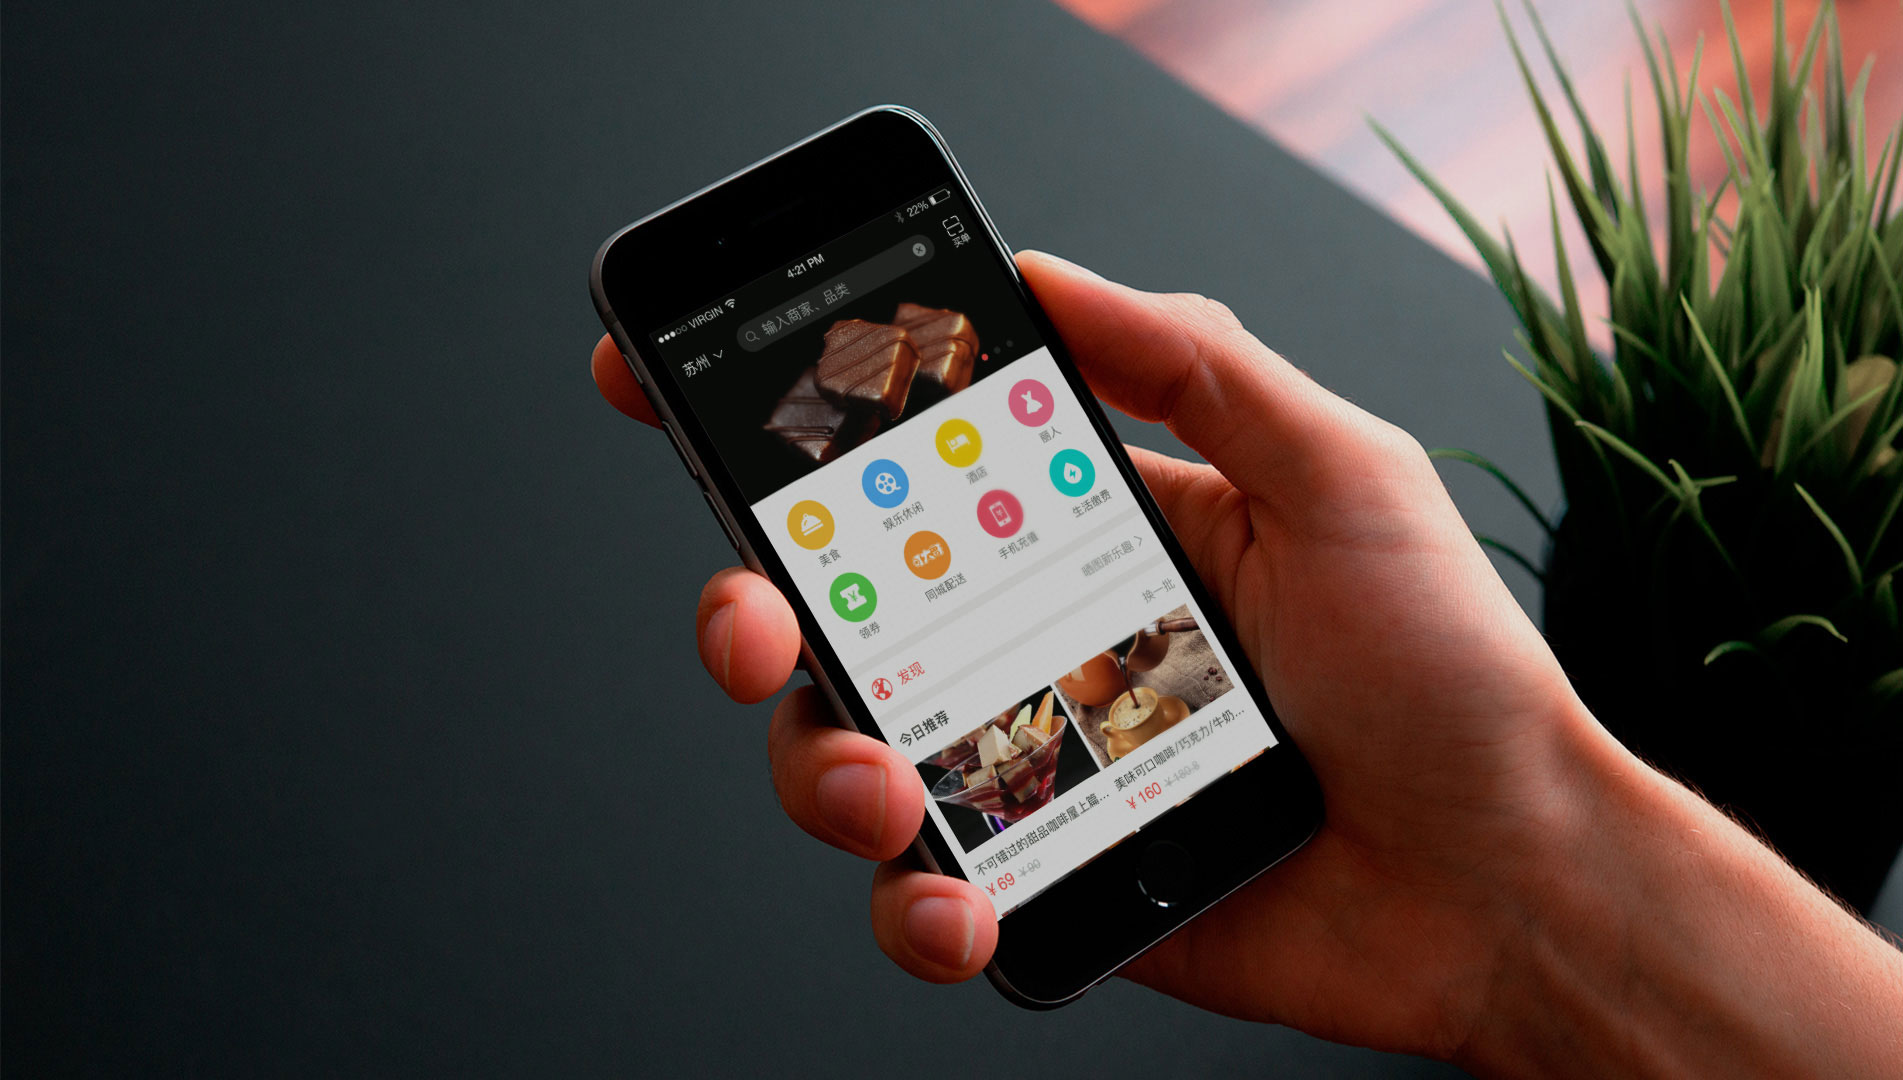 VIRGIN 4:21 PM 22%
苏州 输入商家、品类 买单
美食 娱乐休闲 酒店 丽人
领券 同城配送 手机充值 生活缴费
发现 晒图新乐趣
今日推荐 换一批
不可错过的甜品咖啡屋上篇... 美味可口咖啡/巧克力/牛奶...
¥ 69 ¥ 90 ¥ 160 ¥ 180.8